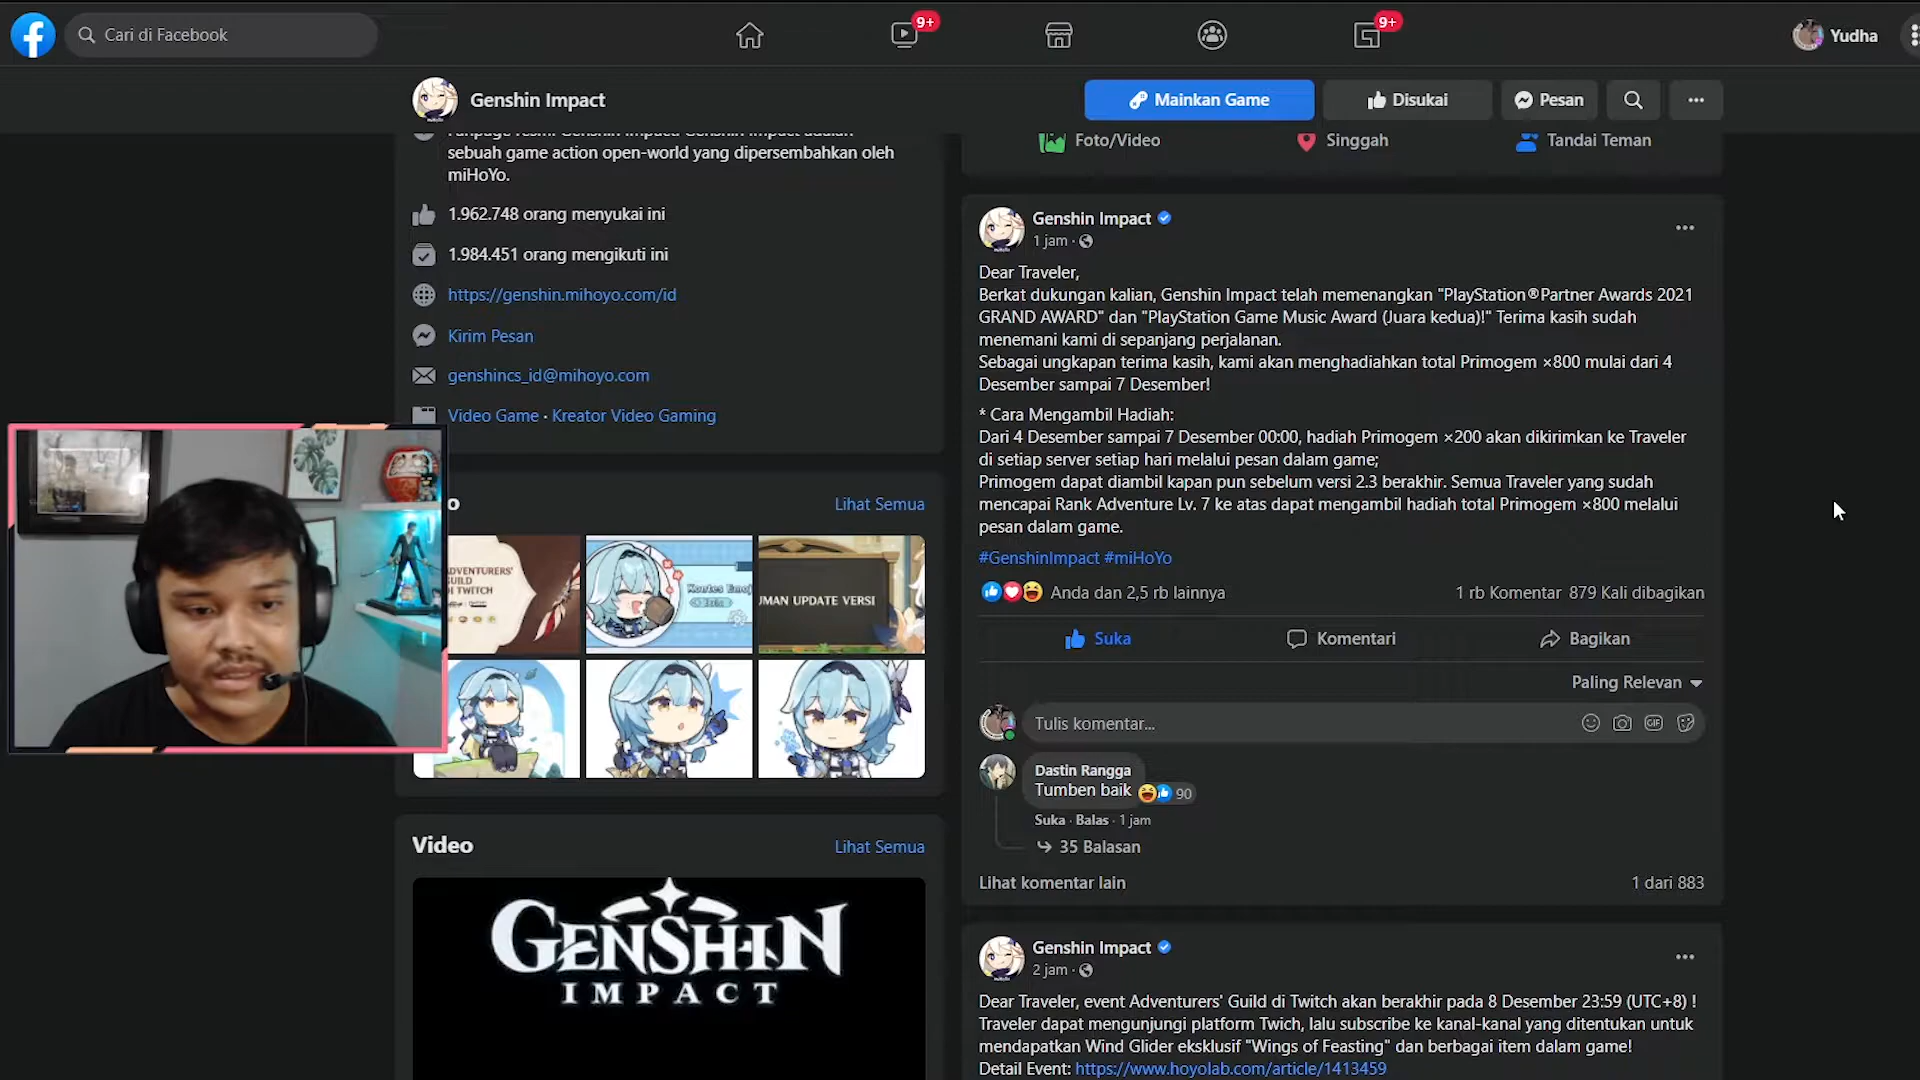 Cari di Facebook
9+
9+
Yudha
Genshin Impact
Mainkan Game
Disukai
Pesan
sebuah game action open-world yang dipersembahkan oleh
miHoYo.
1.962.748 orang menyukai ini
1.984.451 orang mengikuti ini
https://genshin.mihoyo.com/id
Kirim Pesan
genshincs_id@mihoyo.com
Video Game · Kreator Video Gaming
Lihat Semua
ADVENTURERS'
GUILD
DI TWITCH
Kontes Emoji
UMAN UPDATE VERSI
Video
Lihat Semua
GENSHIN
IMPACT
Foto/Video
Singgah
Tandai Teman
Genshin Impact
1 jam ·
Dear Traveler,
Berkat dukungan kalian, Genshin Impact telah memenangkan "PlayStation®Partner Awards 2021
GRAND AWARD" dan "PlayStation Game Music Award (Juara kedua)!" Terima kasih sudah
menemani kami di sepanjang perjalanan.
Sebagai ungkapan terima kasih, kami akan menghadiahkan total Primogem ×800 mulai dari 4
Desember sampai 7 Desember!
* Cara Mengambil Hadiah:
Dari 4 Desember sampai 7 Desember 00:00, hadiah Primogem ×200 akan dikirimkan ke Traveler
di setiap server setiap hari melalui pesan dalam game;
Primogem dapat diambil kapan pun sebelum versi 2.3 berakhir. Semua Traveler yang sudah
mencapai Rank Adventure Lv. 7 ke atas dapat mengambil hadiah total Primogem ×800 melalui
pesan dalam game.
#GenshinImpact #miHoYo
Anda dan 2,5 rb lainnya
1 rb Komentar 879 Kali dibagikan
Suka
Komentari
Bagikan
Paling Relevan
Tulis komentar...
GIF
Dastin Rangga
Tumben baik
90
Suka · Balas · 1 jam
35 Balasan
Lihat komentar lain
1 dari 883
Genshin Impact
2 jam ·
Dear Traveler, event Adventurers' Guild di Twitch akan berakhir pada 8 Desember 23:59 (UTC+8) !
Traveler dapat mengunjungi platform Twich, lalu subscribe ke kanal-kanal yang ditentukan untuk
mendapatkan Wind Glider eksklusif "Wings of Feasting" dan berbagai item dalam game!
Detail Event: https://www.hoyolab.com/article/1413459